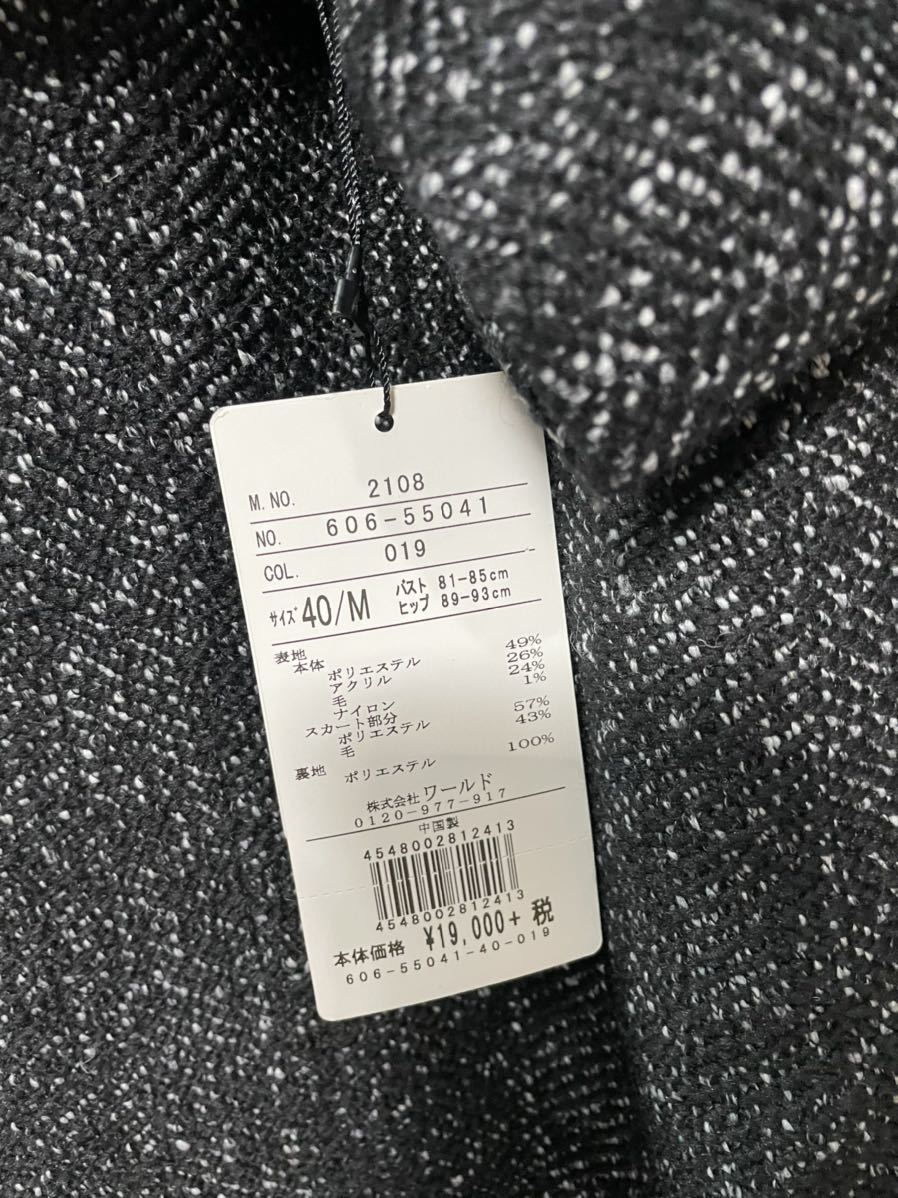 M. NO. 2108
NO. 606-55041
COL. 019
サイズ 40/M バスト 81-85cm
ヒップ 89-93cm
表地
本体
ポリエステル 49%
アクリル 26%
毛 24%
ナイロン 1%
スカート部分
ポリエステル 57%
毛 43%
裏地 ポリエステル 100%
株式会社 ワールド
0120-977-917
中国製
4548002812413
4548002812413
本体価格 ¥19,000+ 税
606-55041-40-019